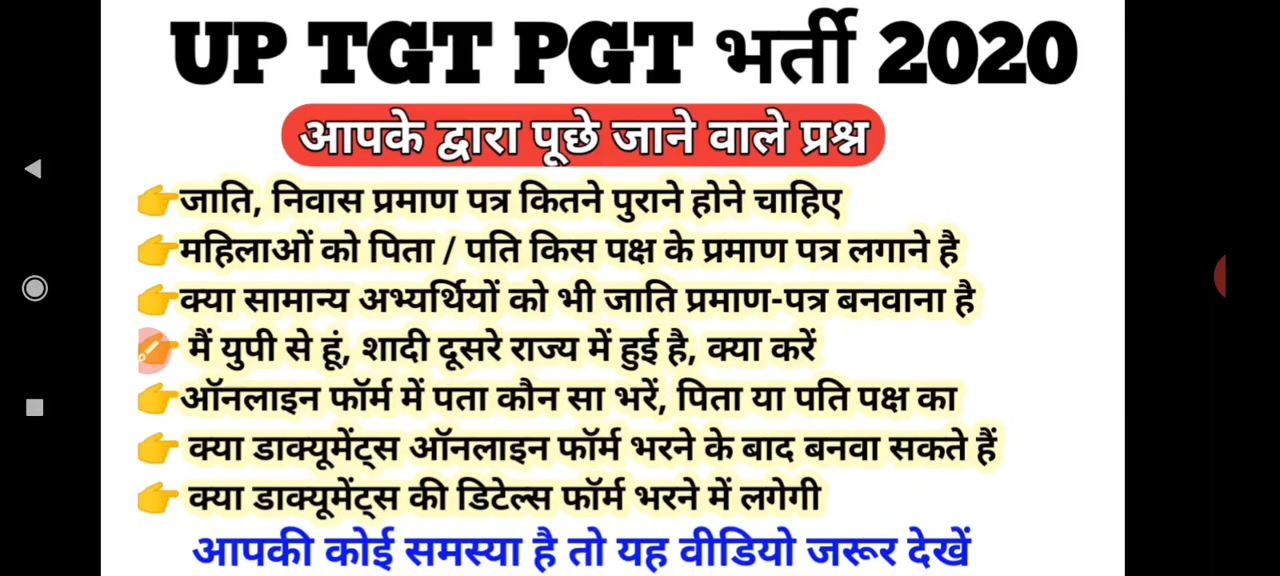 UP TGT PGT भर्ती 2020
आपके द्वारा पूछे जाने वाले प्रश्न
👉जाति, निवास प्रमाण पत्र कितने पुराने होने चाहिए
👉महिलाओं को पिता / पति किस पक्ष के प्रमाण पत्र लगाने है
👉क्या सामान्य अभ्यर्थियों को भी जाति प्रमाण-पत्र बनवाना है
👉 मैं युपी से हूं, शादी दूसरे राज्य में हुई है, क्या करें
👉ऑनलाइन फॉर्म में पता कौन सा भरें, पिता या पति पक्ष का
👉 क्या डाक्यूमेंट्स ऑनलाइन फॉर्म भरने के बाद बनवा सकते हैं
👉 क्या डाक्यूमेंट्स की डिटेल्स फॉर्म भरने में लगेगी
आपकी कोई समस्या है तो यह वीडियो जरूर देखें